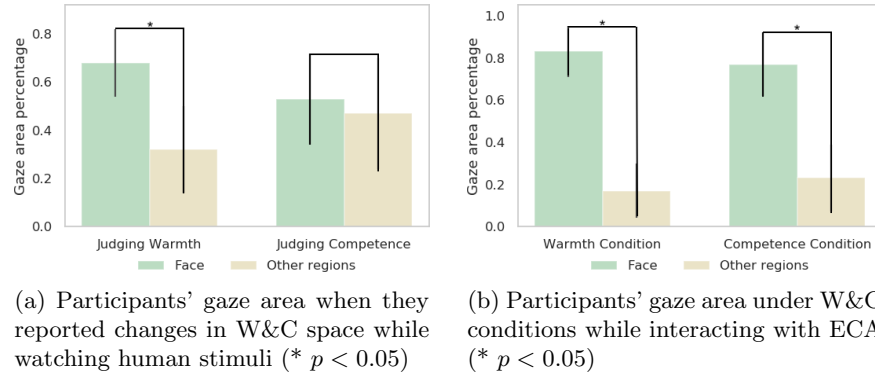 Gaze area percentage
0.8
0.6
0.4
0.2
0.0
*
Judging Warmth Judging Competence
Face Other regions
(a) Participants' gaze area when they
reported changes in W&C space while
watching human stimuli (* p < 0.05)
Gaze area percentage
1.0
0.8
0.6
0.4
0.2
0.0
* *
Warmth Condition Competence Condition
Face Other regions
(b) Participants' gaze area under W&C
conditions while interacting with ECA
(* p < 0.05)